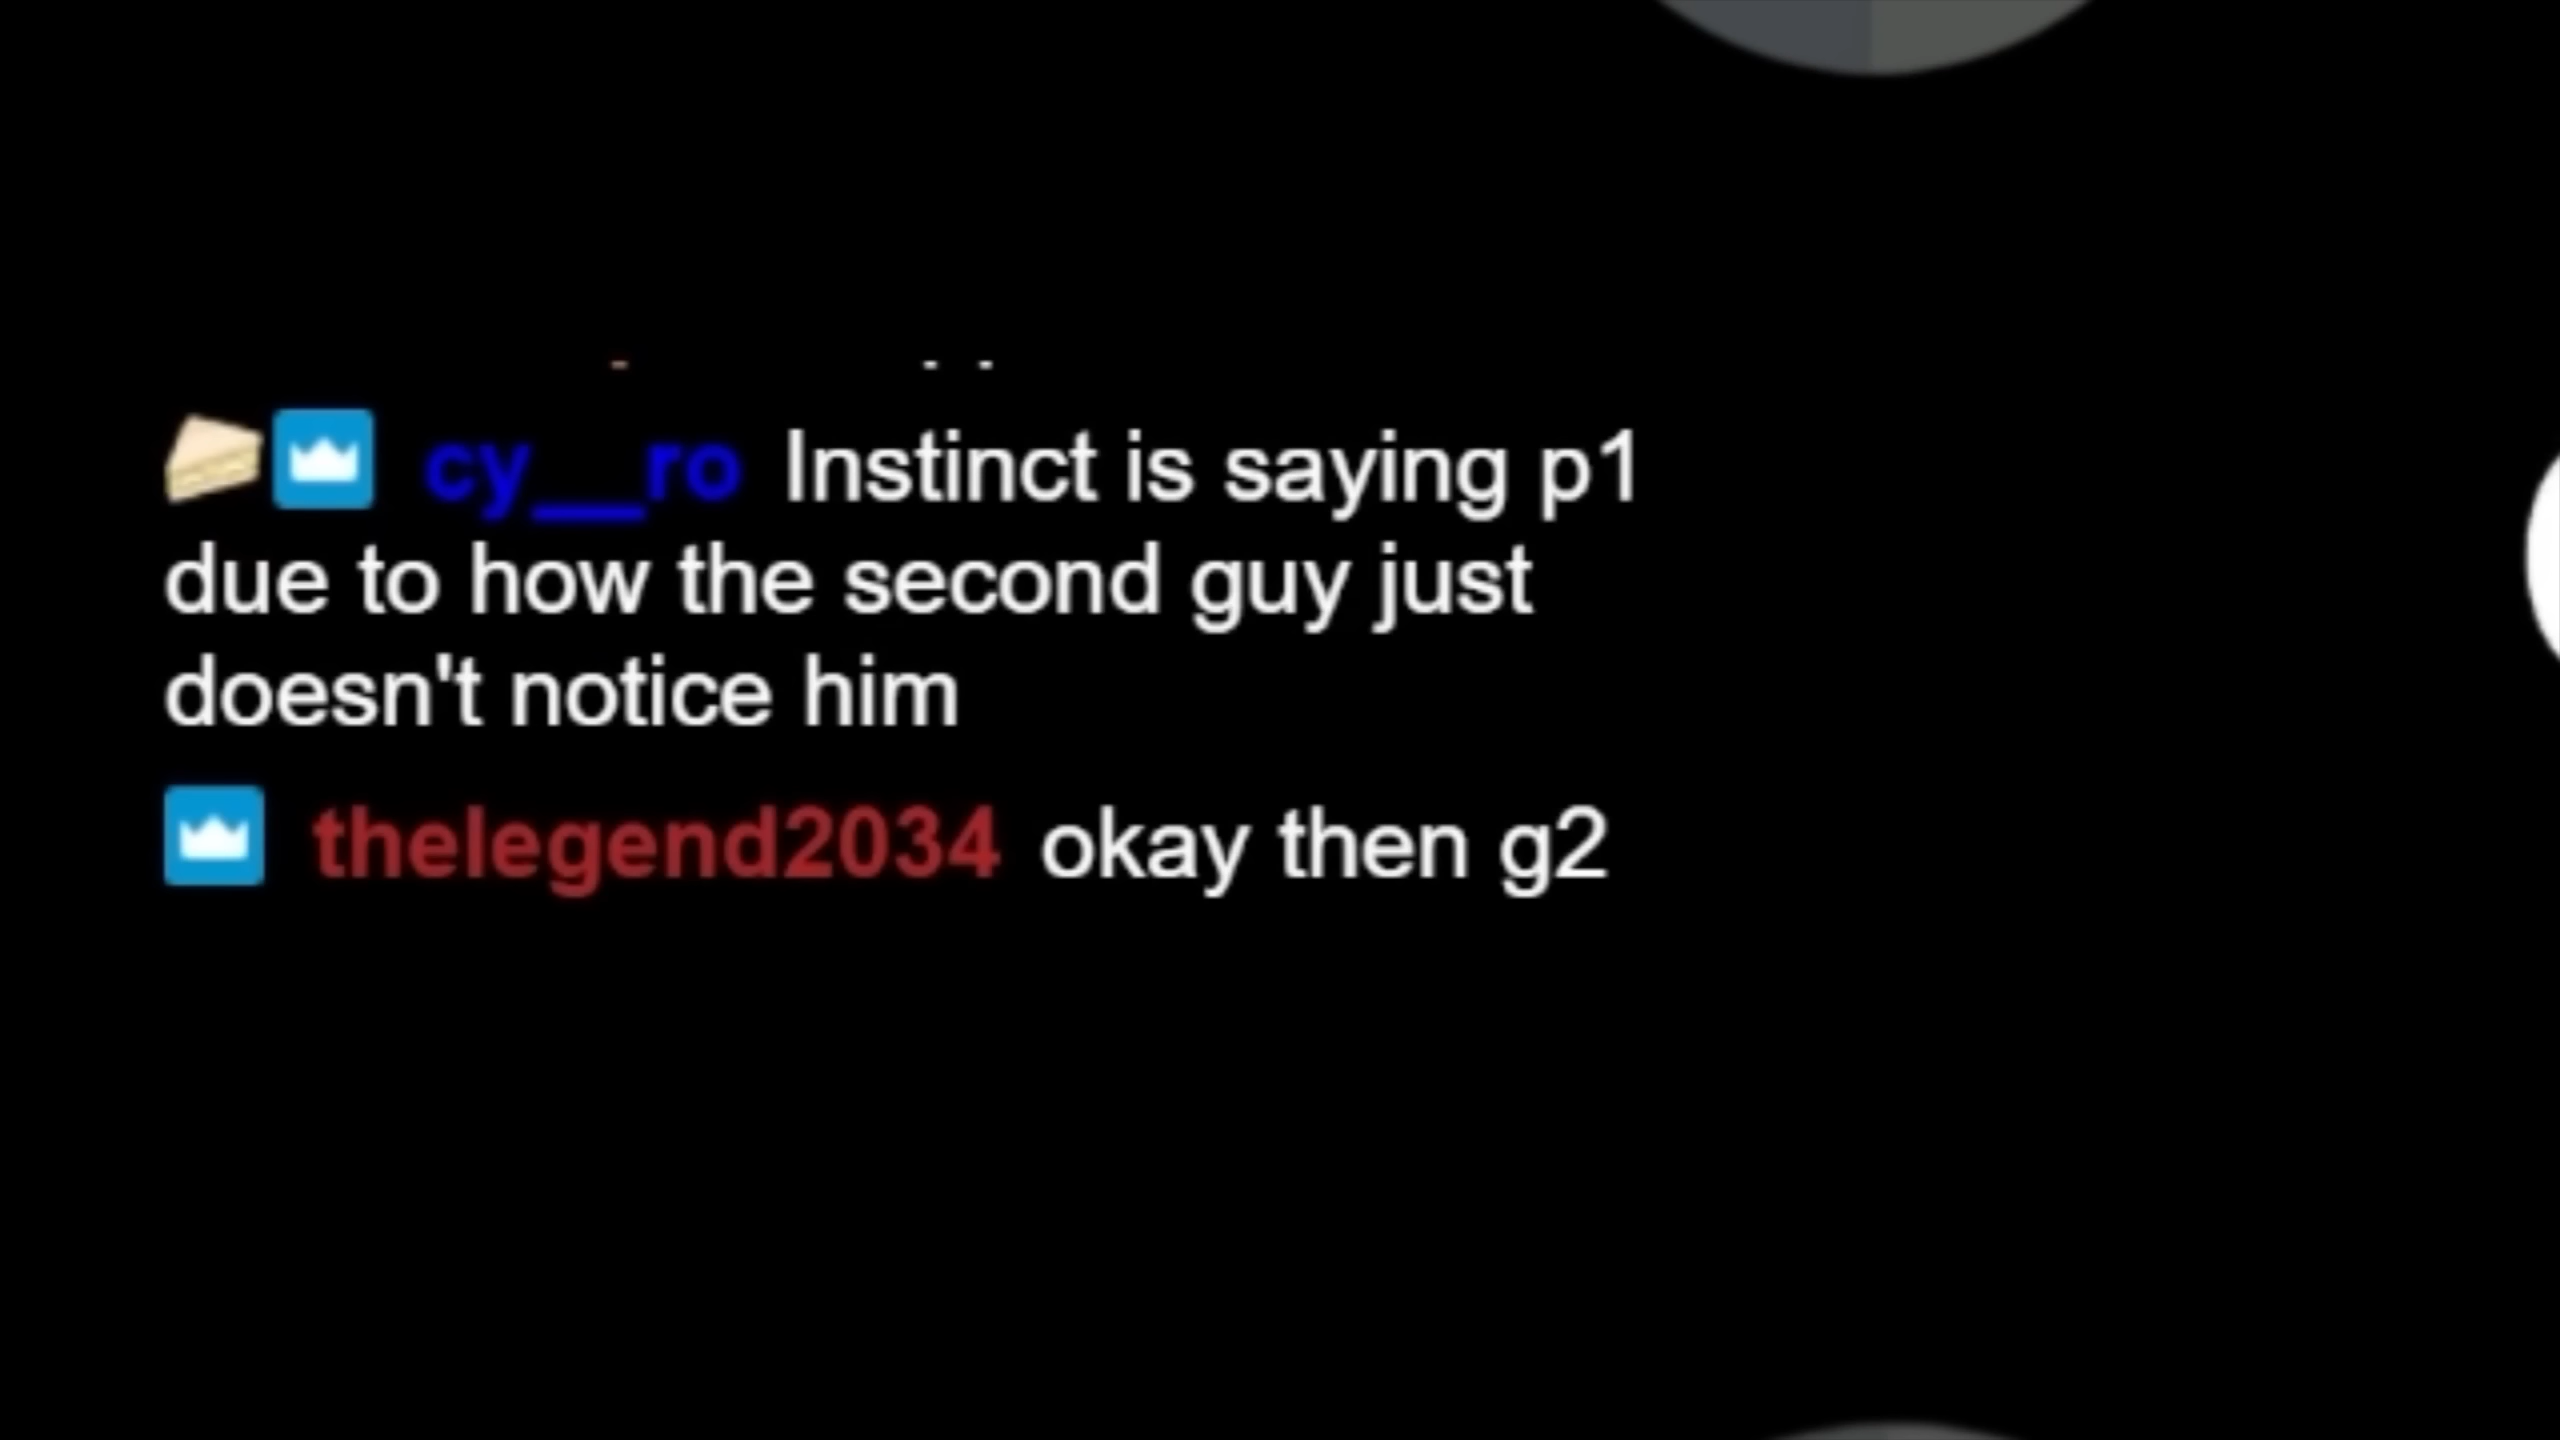 cy__ro Instinct is saying p1
due to how the second guy just
doesn't notice him
thelegend2034 okay then g2